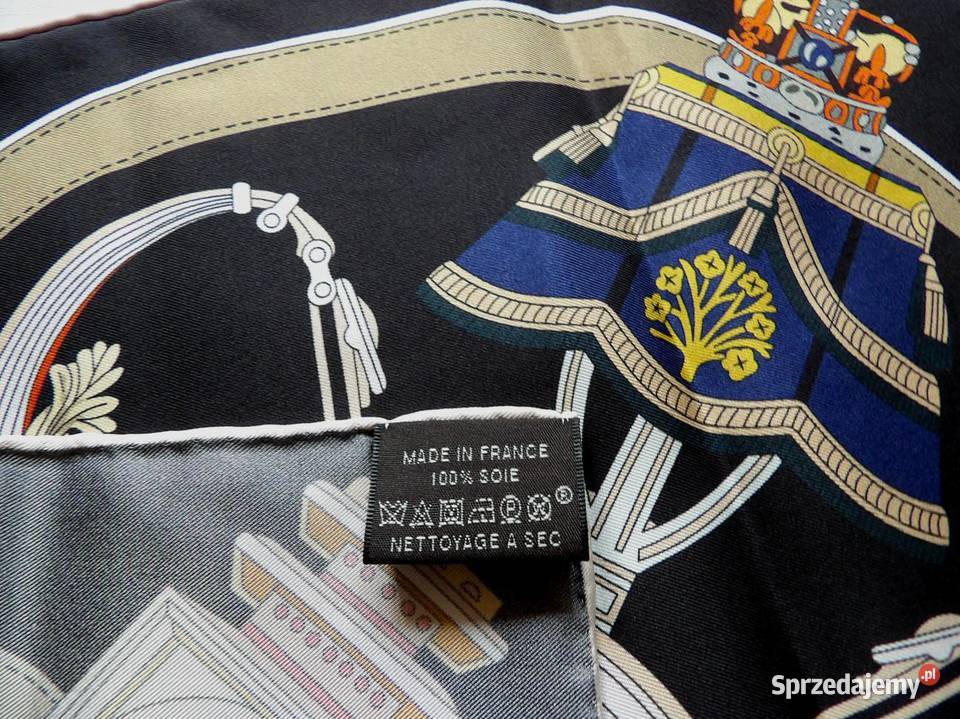 MADE IN FRANCE
100% SOIE
P ®
NETTOYAGE A SEC
Sprzedajemy.pl